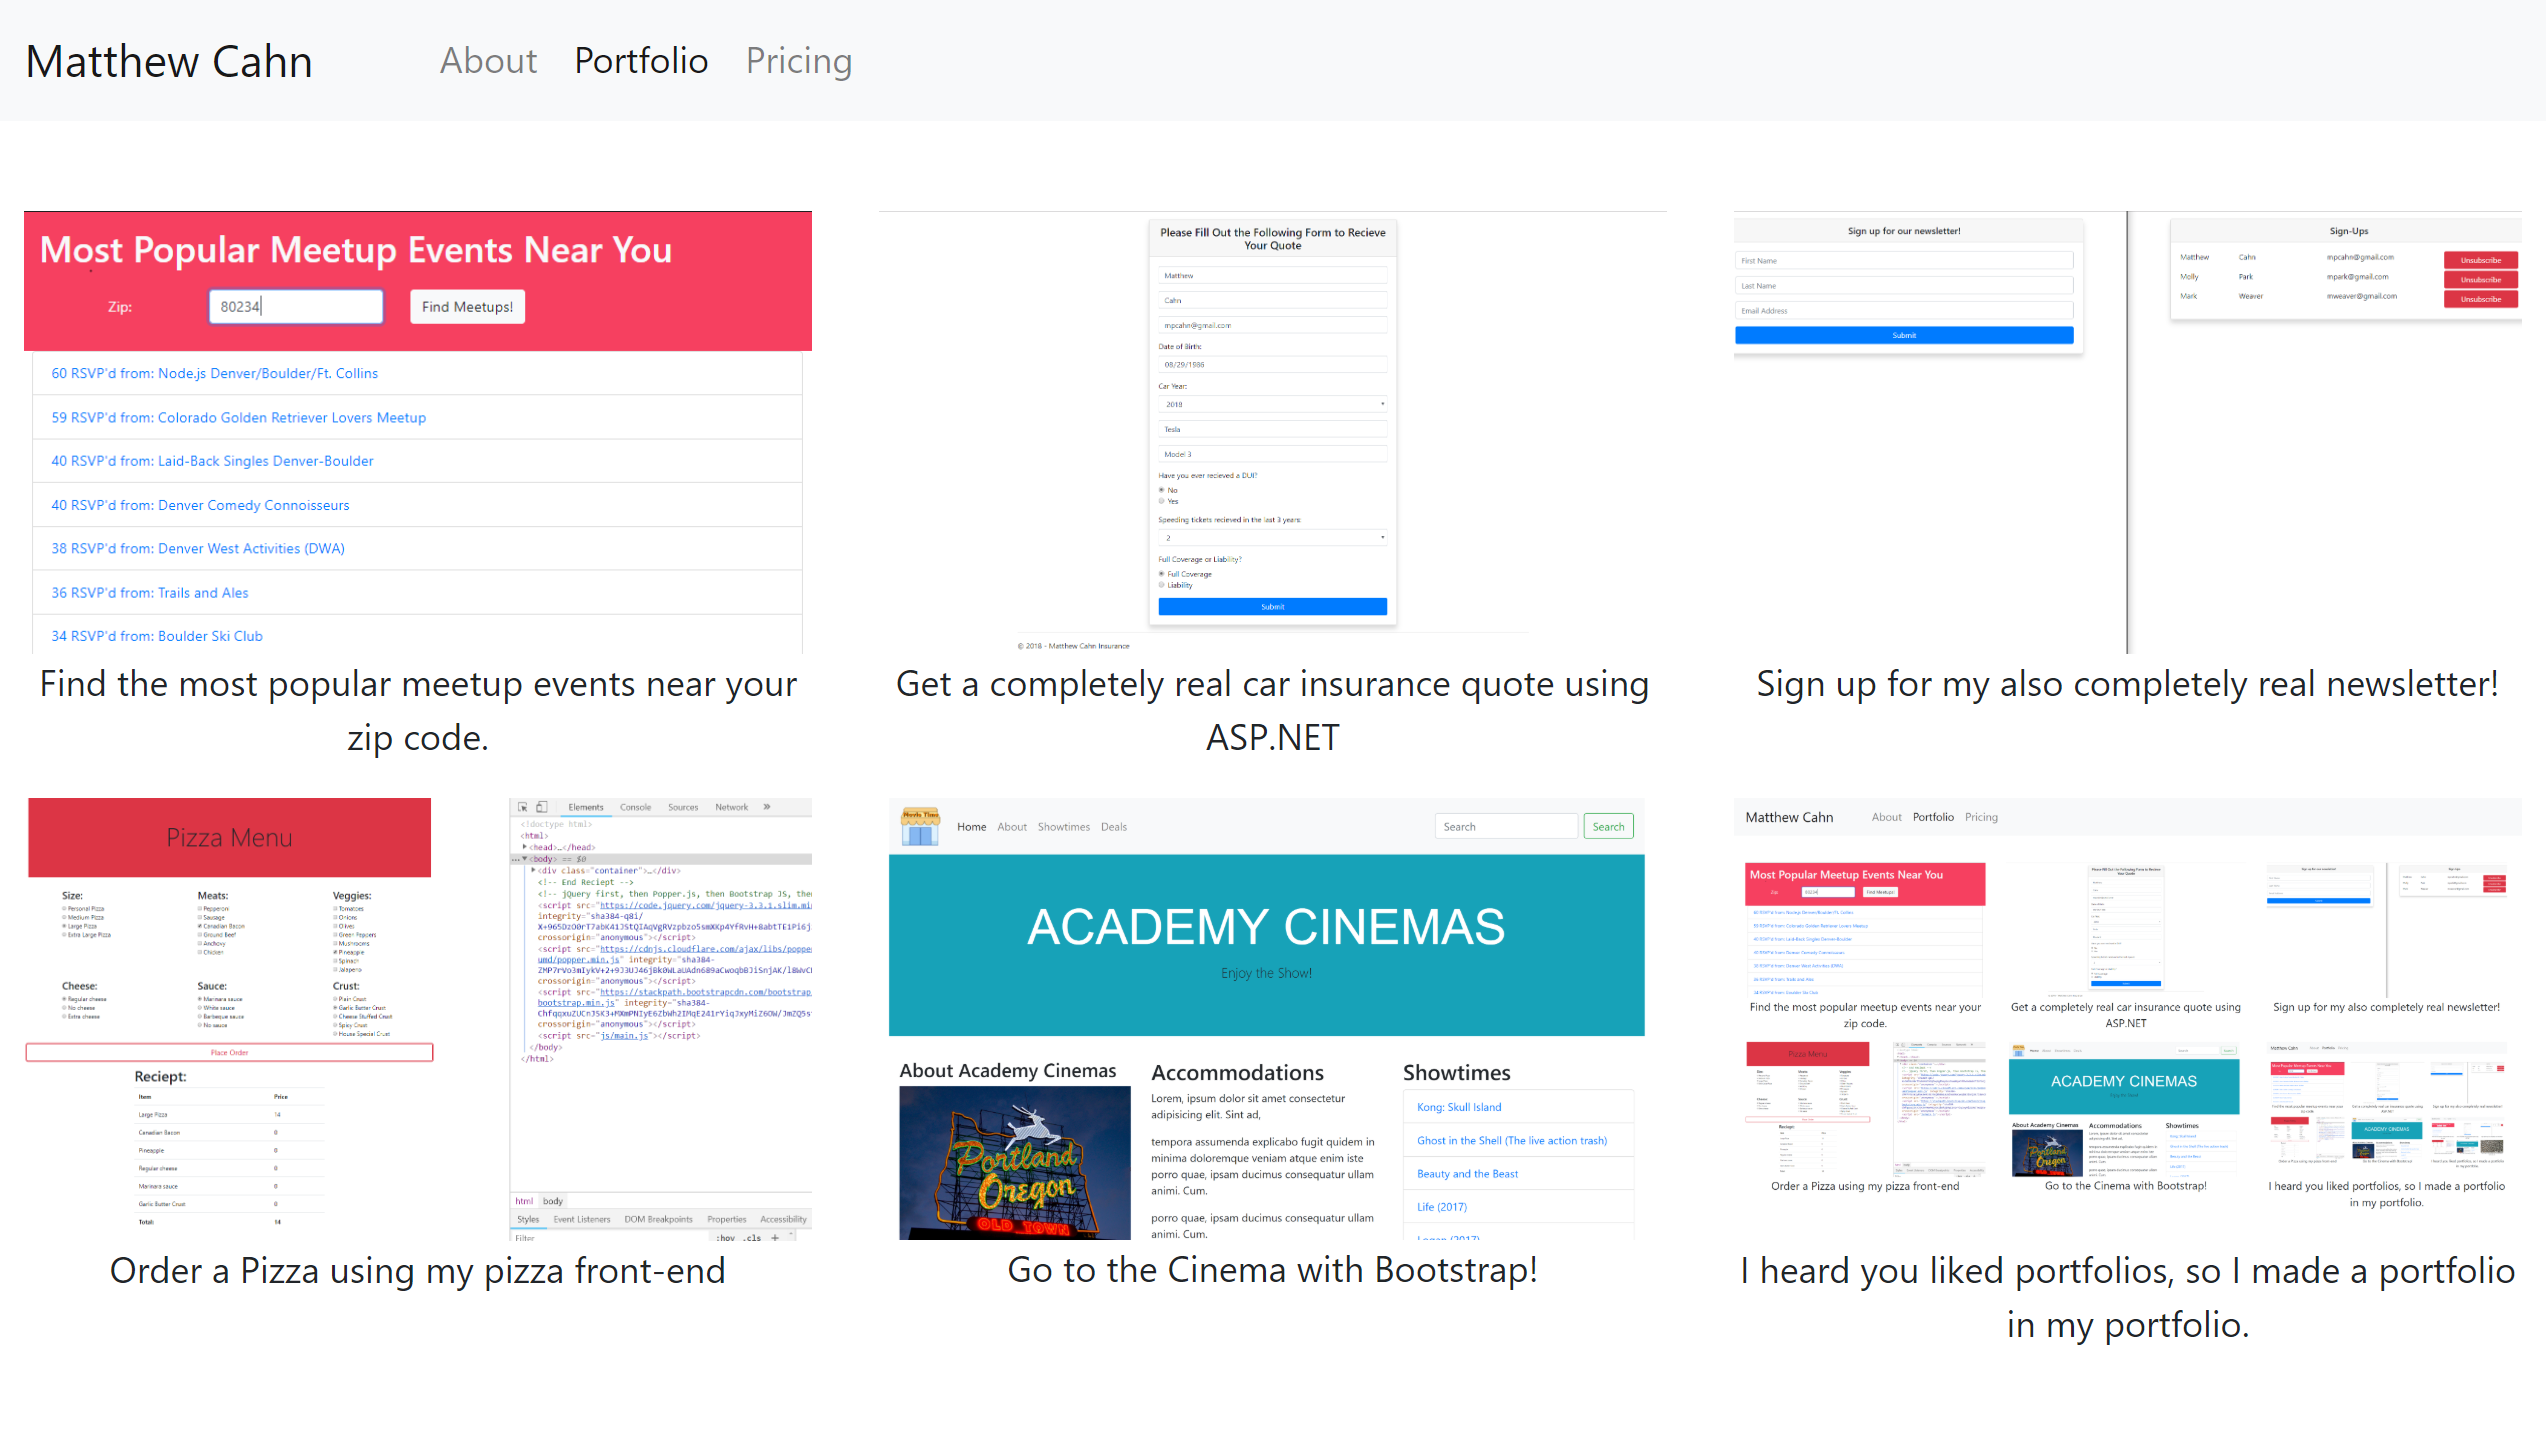 Matthew Cahn About Portfolio Pricing
Most Popular Meetup Events Near You
Zip: 80234 Find Meetups!
60 RSVP'd from: Node.js Denver/Boulder/Ft. Collins
59 RSVP'd from: Colorado Golden Retriever Lovers Meetup
40 RSVP'd from: Laid-Back Singles Denver-Boulder
40 RSVP'd from: Denver Comedy Connoisseurs
38 RSVP'd from: Denver West Activities (DWA)
36 RSVP'd from: Trails and Ales
34 RSVP'd from: Boulder Ski Club
Find the most popular meetup events near your
zip code.
Please Fill Out the Following Form to Recieve
Your Quote
Matthew
Cahn
mpcahn@gmail.com
Date of Birth:
08/29/1986
Car Year:
2018
Tesla
Model 3
Have you ever recieved a DUI?
No
Yes
Speeding tickets recieved in the last 3 years:
2
Full Coverage or Liability?
Full Coverage
Liability
Submit
© 2018 - Matthew Cahn Insurance
Get a completely real car insurance quote using
ASP.NET
Sign up for our newsletter!
First Name
Last Name
Email Address
Submit
Sign-Ups
Matthew Cahn mpcahn@gmail.com Unsubscribe
Molly Park mpark@gmail.com Unsubscribe
Mark Weaver mweaver@gmail.com Unsubscribe
Sign up for my also completely real newsletter!
Pizza Menu
Size:
Personal Pizza
Medium Pizza
Large Pizza
Extra Large Pizza
Meats:
Pepperoni
Sausage
Canadian Bacon
Ground Beef
Anchovy
Chicken
Veggies:
Tomatoes
Onions
Olives
Green Peppers
Mushrooms
Pineapple
Spinach
Jalapeno
Cheese:
Regular cheese
No cheese
Extra cheese
Sauce:
Marinara sauce
White sauce
Barbeque sauce
No sauce
Crust:
Plain Crust
Garlic Butter Crust
Cheese Stuffed Crust
Spicy Crust
House Special Crust
Place Order
Reciept:
Item Price
Large Pizza 14
Canadian Bacon 0
Pineapple 0
Regular cheese 0
Marinara sauce 0
Garlic Butter Crust 0
Total: 14
Elements Console Sources Network »
<!doctype html>
<html>
<head>…</head>
<body> == $0
<div class="container">…</div>
<!-- End Reciept -->
<!-- jQuery first, then Popper.js, then Bootstrap JS, the
<script src="https://code.jquery.com/jquery-3.3.1.slim.mi
crossorigin="anonymous"></script>
<script src="https://cdnjs.cloudflare.com/ajax/libs/popper
umd/popper.min.js" integrity="sha384-
crossorigin="anonymous"></script>
<script src="https://stackpath.bootstrapcdn.com/bootstrap
bootstrap.min.js" integrity="sha384-
crossorigin="anonymous"></script>
<script src="js/main.js"></script>
</body>
</html>
html body
Styles Event Listeners DOM Breakpoints Properties Accessibility
Filter :hov .cls +
Order a Pizza using my pizza front-end
Movie Time Home About Showtimes Deals Search Search
ACADEMY CINEMAS
Enjoy the Show!
About Academy Cinemas
Portland
Oregon
OLD TOWN
Accommodations
Lorem, ipsum dolor sit amet consectetur
adipisicing elit. Sint ad,
tempora assumenda explicabo fugit quidem in
minima doloremque veniam atque enim iste
porro quae, ipsam ducimus consequatur ullam
animi. Cum.
porro quae, ipsam ducimus consequatur ullam
animi. Cum.
Showtimes
Kong: Skull Island
Ghost in the Shell (The live action trash)
Beauty and the Beast
Life (2017)
Logan (2017)
Go to the Cinema with Bootstrap!
Matthew Cahn About Portfolio Pricing
Most Popular Meetup Events Near You
Find the most popular meetup events near your
zip code.
Get a completely real car insurance quote using
ASP.NET
Sign up for my also completely real newsletter!
Pizza Menu
Order a Pizza using my pizza front-end
ACADEMY CINEMAS
About Academy Cinemas Accommodations Showtimes
Go to the Cinema with Bootstrap!
I heard you liked portfolios, so I made a portfolio
in my portfolio.
I heard you liked portfolios, so I made a portfolio
in my portfolio.